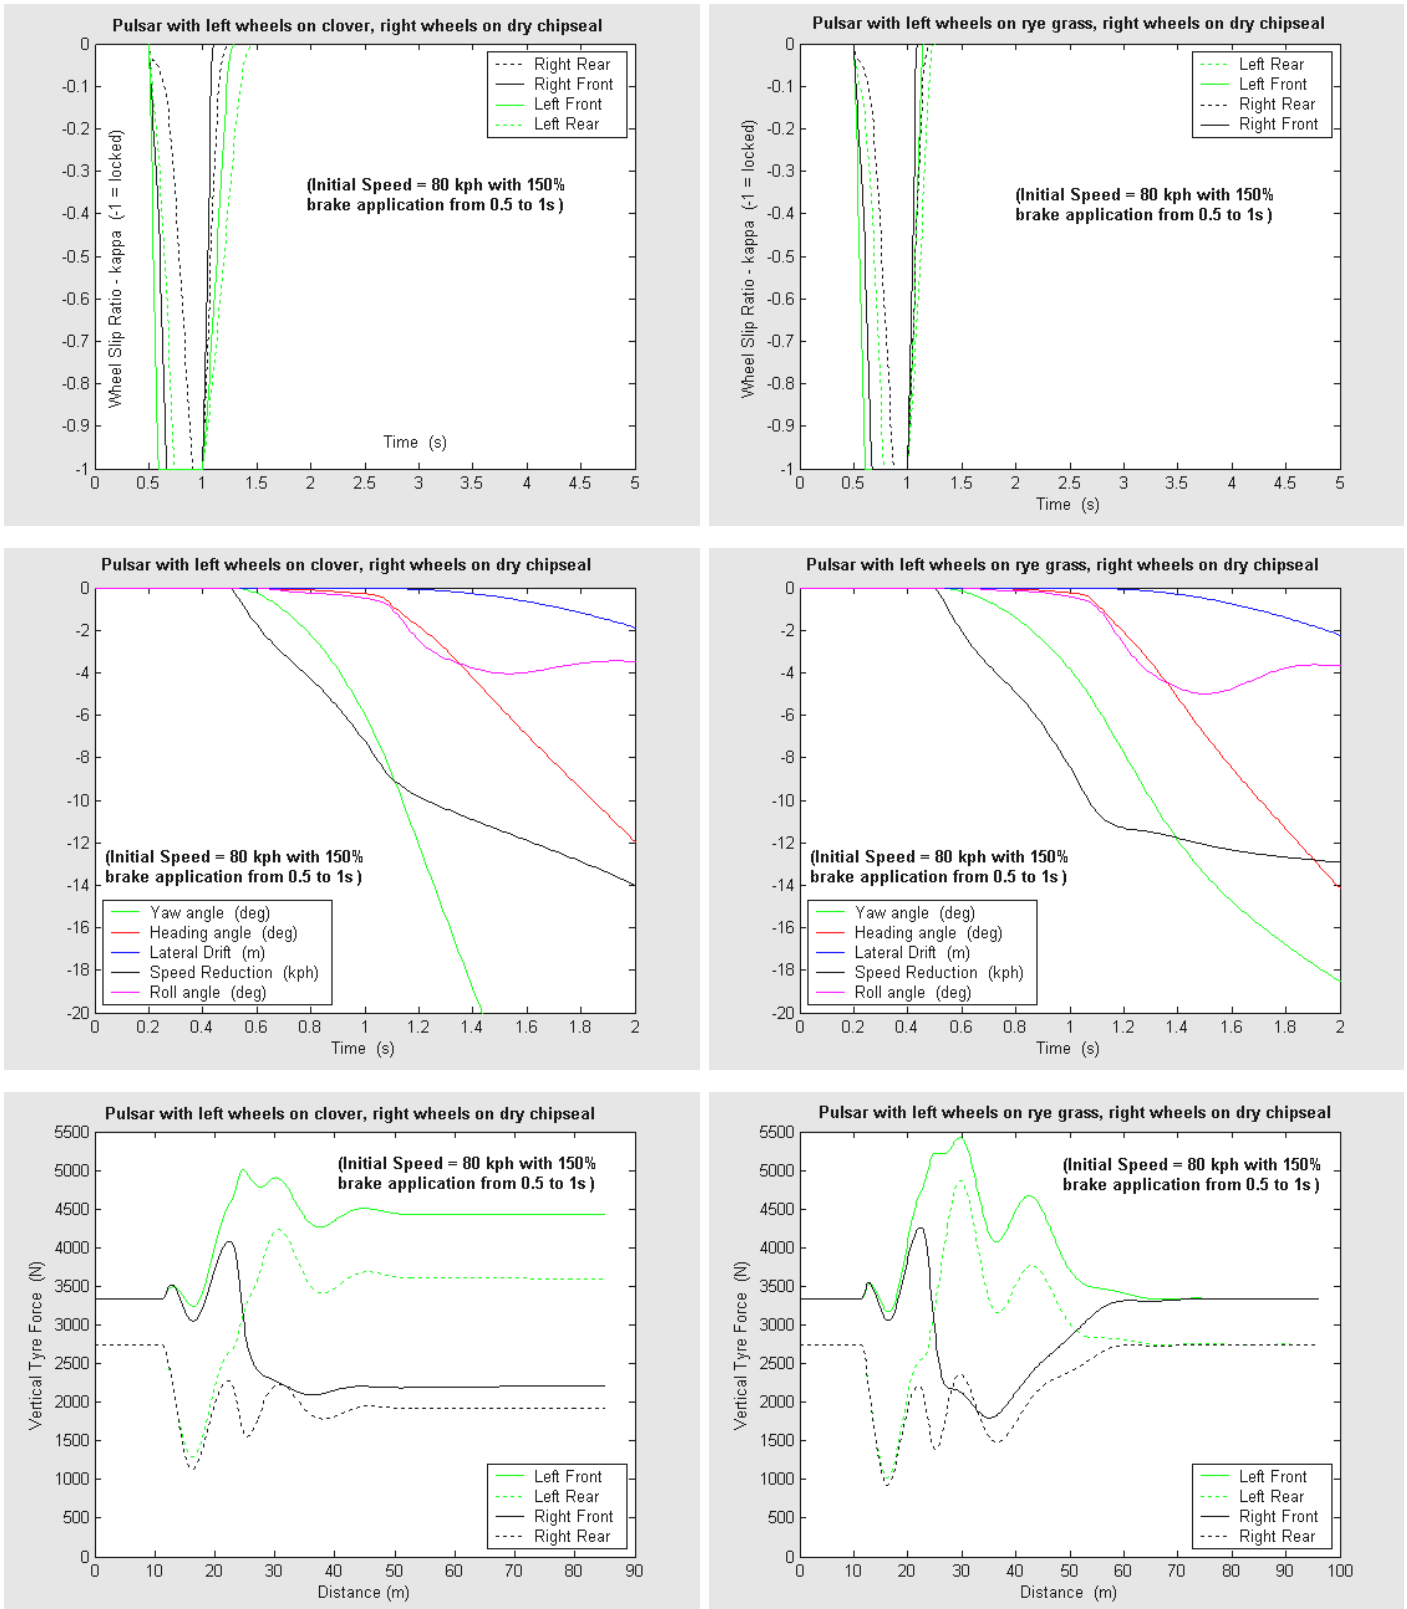 Pulsar with left wheels on clover, right wheels on dry chipseal
0
-0.1
-0.2
-0.3
-0.4
-0.5
-0.6
-0.7
-0.8
-0.9
-1
Wheel Slip Ratio - kappa (-1 = locked)
Right Rear
Right Front
Left Front
Left Rear
(Initial Speed = 80 kph with 150%
brake application from 0.5 to 1s )
Time (s)
0 0.5 1 1.5 2 2.5 3 3.5 4 4.5 5
Pulsar with left wheels on rye grass, right wheels on dry chipseal
0
-0.1
-0.2
-0.3
-0.4
-0.5
-0.6
-0.7
-0.8
-0.9
-1
Wheel Slip Ratio - kappa (-1 = locked)
Left Rear
Left Front
Right Rear
Right Front
(Initial Speed = 80 kph with 150%
brake application from 0.5 to 1s )
0 0.5 1 1.5 2 2.5 3 3.5 4 4.5 5
Time (s)
Pulsar with left wheels on clover, right wheels on dry chipseal
0
-2
-4
-6
-8
-10
-12
-14
-16
-18
-20
(Initial Speed = 80 kph with 150%
brake application from 0.5 to 1s )
Yaw angle (deg)
Heading angle (deg)
Lateral Drift (m)
Speed Reduction (kph)
Roll angle (deg)
0 0.2 0.4 0.6 0.8 1 1.2 1.4 1.6 1.8 2
Time (s)
Pulsar with left wheels on rye grass, right wheels on dry chipseal
0
-2
-4
-6
-8
-10
-12
-14
-16
-18
-20
(Initial Speed = 80 kph with 150%
brake application from 0.5 to 1s )
Yaw angle (deg)
Heading angle (deg)
Lateral Drift (m)
Speed Reduction (kph)
Roll angle (deg)
0 0.2 0.4 0.6 0.8 1 1.2 1.4 1.6 1.8 2
Time (s)
Pulsar with left wheels on clover, right wheels on dry chipseal
5500
5000
4500
4000
3500
3000
2500
2000
1500
1000
500
0
Vertical Tyre Force (N)
(Initial Speed = 80 kph with 150%
brake application from 0.5 to 1s )
Left Front
Left Rear
Right Front
Right Rear
0 10 20 30 40 50 60 70 80 90
Distance (m)
Pulsar with left wheels on rye grass, right wheels on dry chipseal
5500
5000
4500
4000
3500
3000
2500
2000
1500
1000
500
0
Vertical Tyre Force (N)
(Initial Speed = 80 kph with 150%
brake application from 0.5 to 1s )
Left Front
Left Rear
Right Front
Right Rear
0 10 20 30 40 50 60 70 80 90 100
Distance (m)